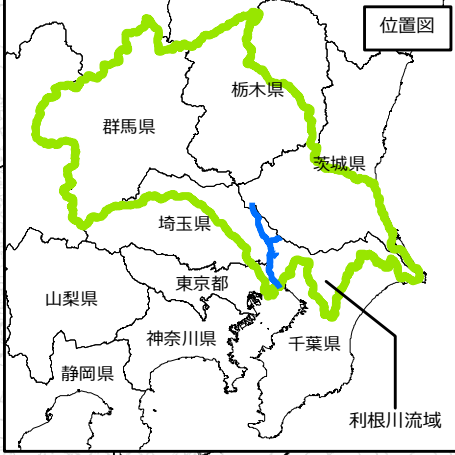 位置図
栃木県
群馬県
茨城県
埼玉県
東京都
山梨県
神奈川県
千葉県
静岡県
利根川流域